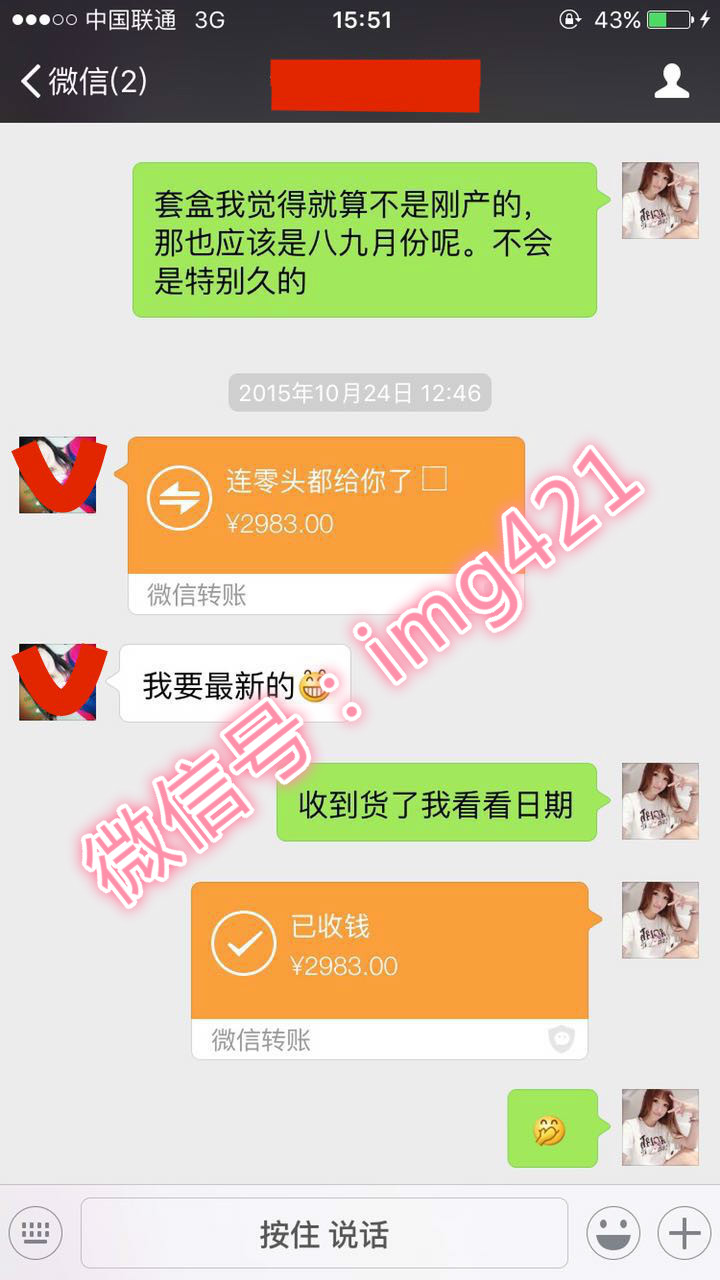 中国联通 3G 15:51 43%
微信(2)
套盒我觉得就算不是刚产的,
那也应该是八九月份呢。不会
是特别久的
2015年10月24日 12:46
连零头都给你了
¥2983.00
微信转账
我要最新的
微信号：img421
收到货了我看看日期
已收钱
¥2983.00
微信转账
按住 说话